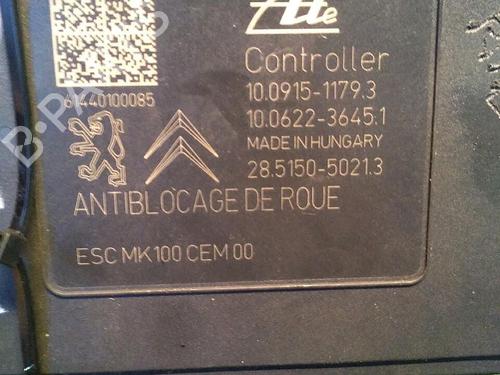 Ate
Controller
61440100085
10.0915-1179.3
10.0622-3645.1
MADE IN HUNGARY
28.5150-5021.3
ANTIBLOCAGE DE ROUE
ESC MK100 CEM 00